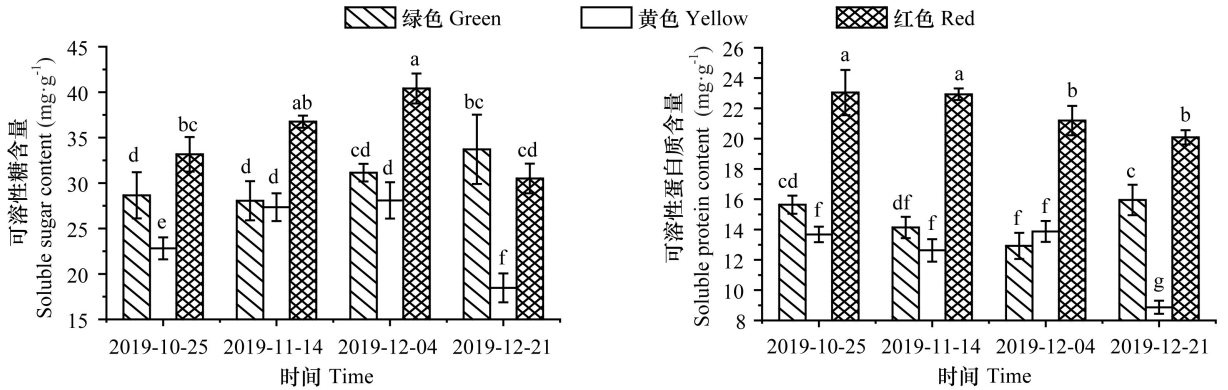 绿色 Green 黄色 Yellow 红色 Red
可溶性糖含量
Soluble sugar content (mg·g⁻¹)
45
40
35
30
25
20
15
d e bc
d d ab
cd d a
bc f cd
2019-10-25 2019-11-14 2019-12-04 2019-12-21
时间 Time
可溶性蛋白质含量
Soluble protein content (mg·g⁻¹)
26
24
22
20
18
16
14
12
10
8
cd f a
df f a
f f b
c g b
2019-10-25 2019-11-14 2019-12-04 2019-12-21
时间 Time